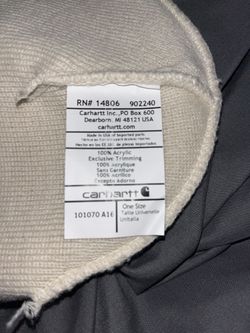 RN# 14806 902240
Carhartt Inc.,PO Box 600
Dearborn, MI 48121 USA
carhartt.com
Made in USA of imported parts
100% Acrylic
Exclusive Trimming
100% Acrylique
Sans Garniture
100% Acrilico
Excepto Adorno
carhartt
101070 A16
One Size
Taille Universelle
Unitalla